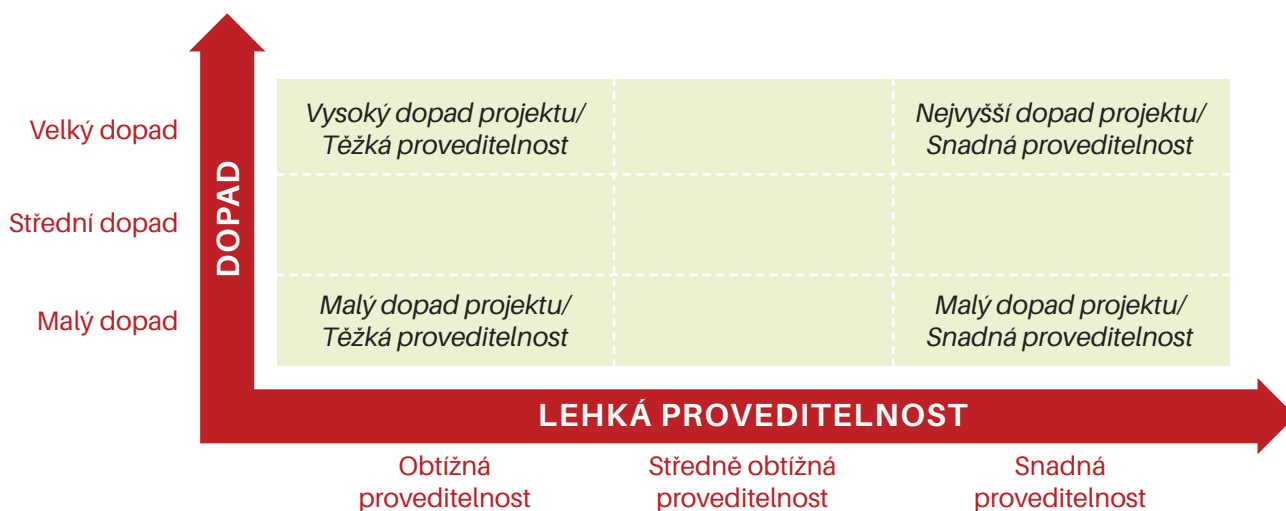 Velký dopad
Vysoký dopad projektu/
Těžká proveditelnost
Nejvyšší dopad projektu/
Snadná proveditelnost
DOPAD
Střední dopad
Malý dopad
Malý dopad projektu/
Těžká proveditelnost
Malý dopad projektu/
Snadná proveditelnost
LEHKÁ PROVEDITELNOST
Obtížná
proveditelnost
Středně obtížná
proveditelnost
Snadná
proveditelnost